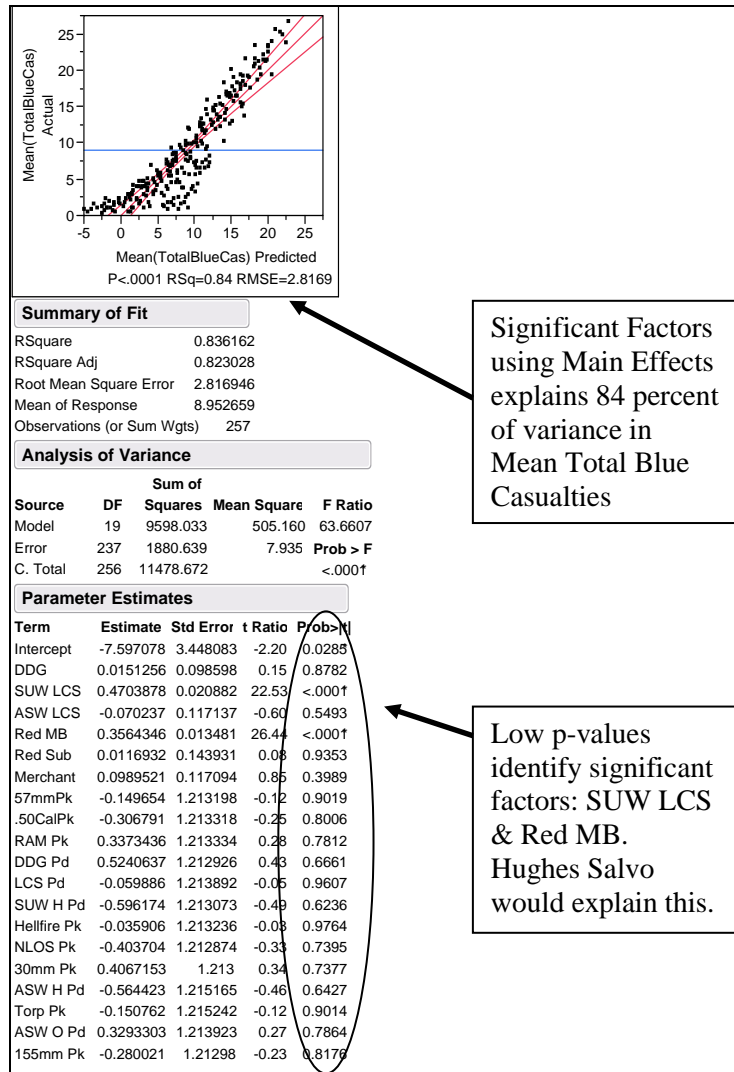 Mean(TotalBlueCas)
Actual
25
20
15
10
5
0
-5 0 5 10 15 20 25
Mean(TotalBlueCas) Predicted
P<.0001 RSq=0.84 RMSE=2.8169
Summary of Fit
RSquare 0.836162
RSquare Adj 0.823028
Root Mean Square Error 2.816946
Mean of Response 8.952659
Observations (or Sum Wgts) 257
Analysis of Variance
Sum of
Source DF Squares Mean Square F Ratio
Model 19 9598.033 505.160 63.6607
Error 237 1880.639 7.935 Prob > F
C. Total 256 11478.672 <.0001
Parameter Estimates
Term Estimate Std Error t Ratio Prob>|t|
Intercept -7.597078 3.448083 -2.20 0.0285
DDG 0.0151256 0.098598 0.15 0.8782
SUW LCS 0.4703878 0.020882 22.53 <.0001
ASW LCS -0.070237 0.117137 -0.60 0.5493
Red MB 0.3564346 0.013481 26.44 <.0001
Red Sub 0.0116932 0.143931 0.08 0.9353
Merchant 0.0989521 0.117094 0.85 0.3989
57mmPk -0.149654 1.213198 -0.12 0.9019
.50CalPk -0.306791 1.213318 -0.25 0.8006
RAM Pk 0.3373436 1.213334 0.28 0.7812
DDG Pd 0.5240637 1.212926 0.43 0.6661
LCS Pd -0.059886 1.213892 -0.05 0.9607
SUW H Pd -0.596174 1.213073 -0.49 0.6236
Hellfire Pk -0.035906 1.213236 -0.03 0.9764
NLOS Pk -0.403704 1.212874 -0.33 0.7395
30mm Pk 0.4067153 1.213 0.34 0.7377
ASW H Pd -0.564423 1.215165 -0.46 0.6427
Torp Pk -0.150762 1.215242 -0.12 0.9014
ASW O Pd 0.3293303 1.213923 0.27 0.7864
155mm Pk -0.280021 1.21298 -0.23 0.8176
Significant Factors
using Main Effects
explains 84 percent
of variance in
Mean Total Blue
Casualties
Low p-values
identify significant
factors: SUW LCS
& Red MB.
Hughes Salvo
would explain this.